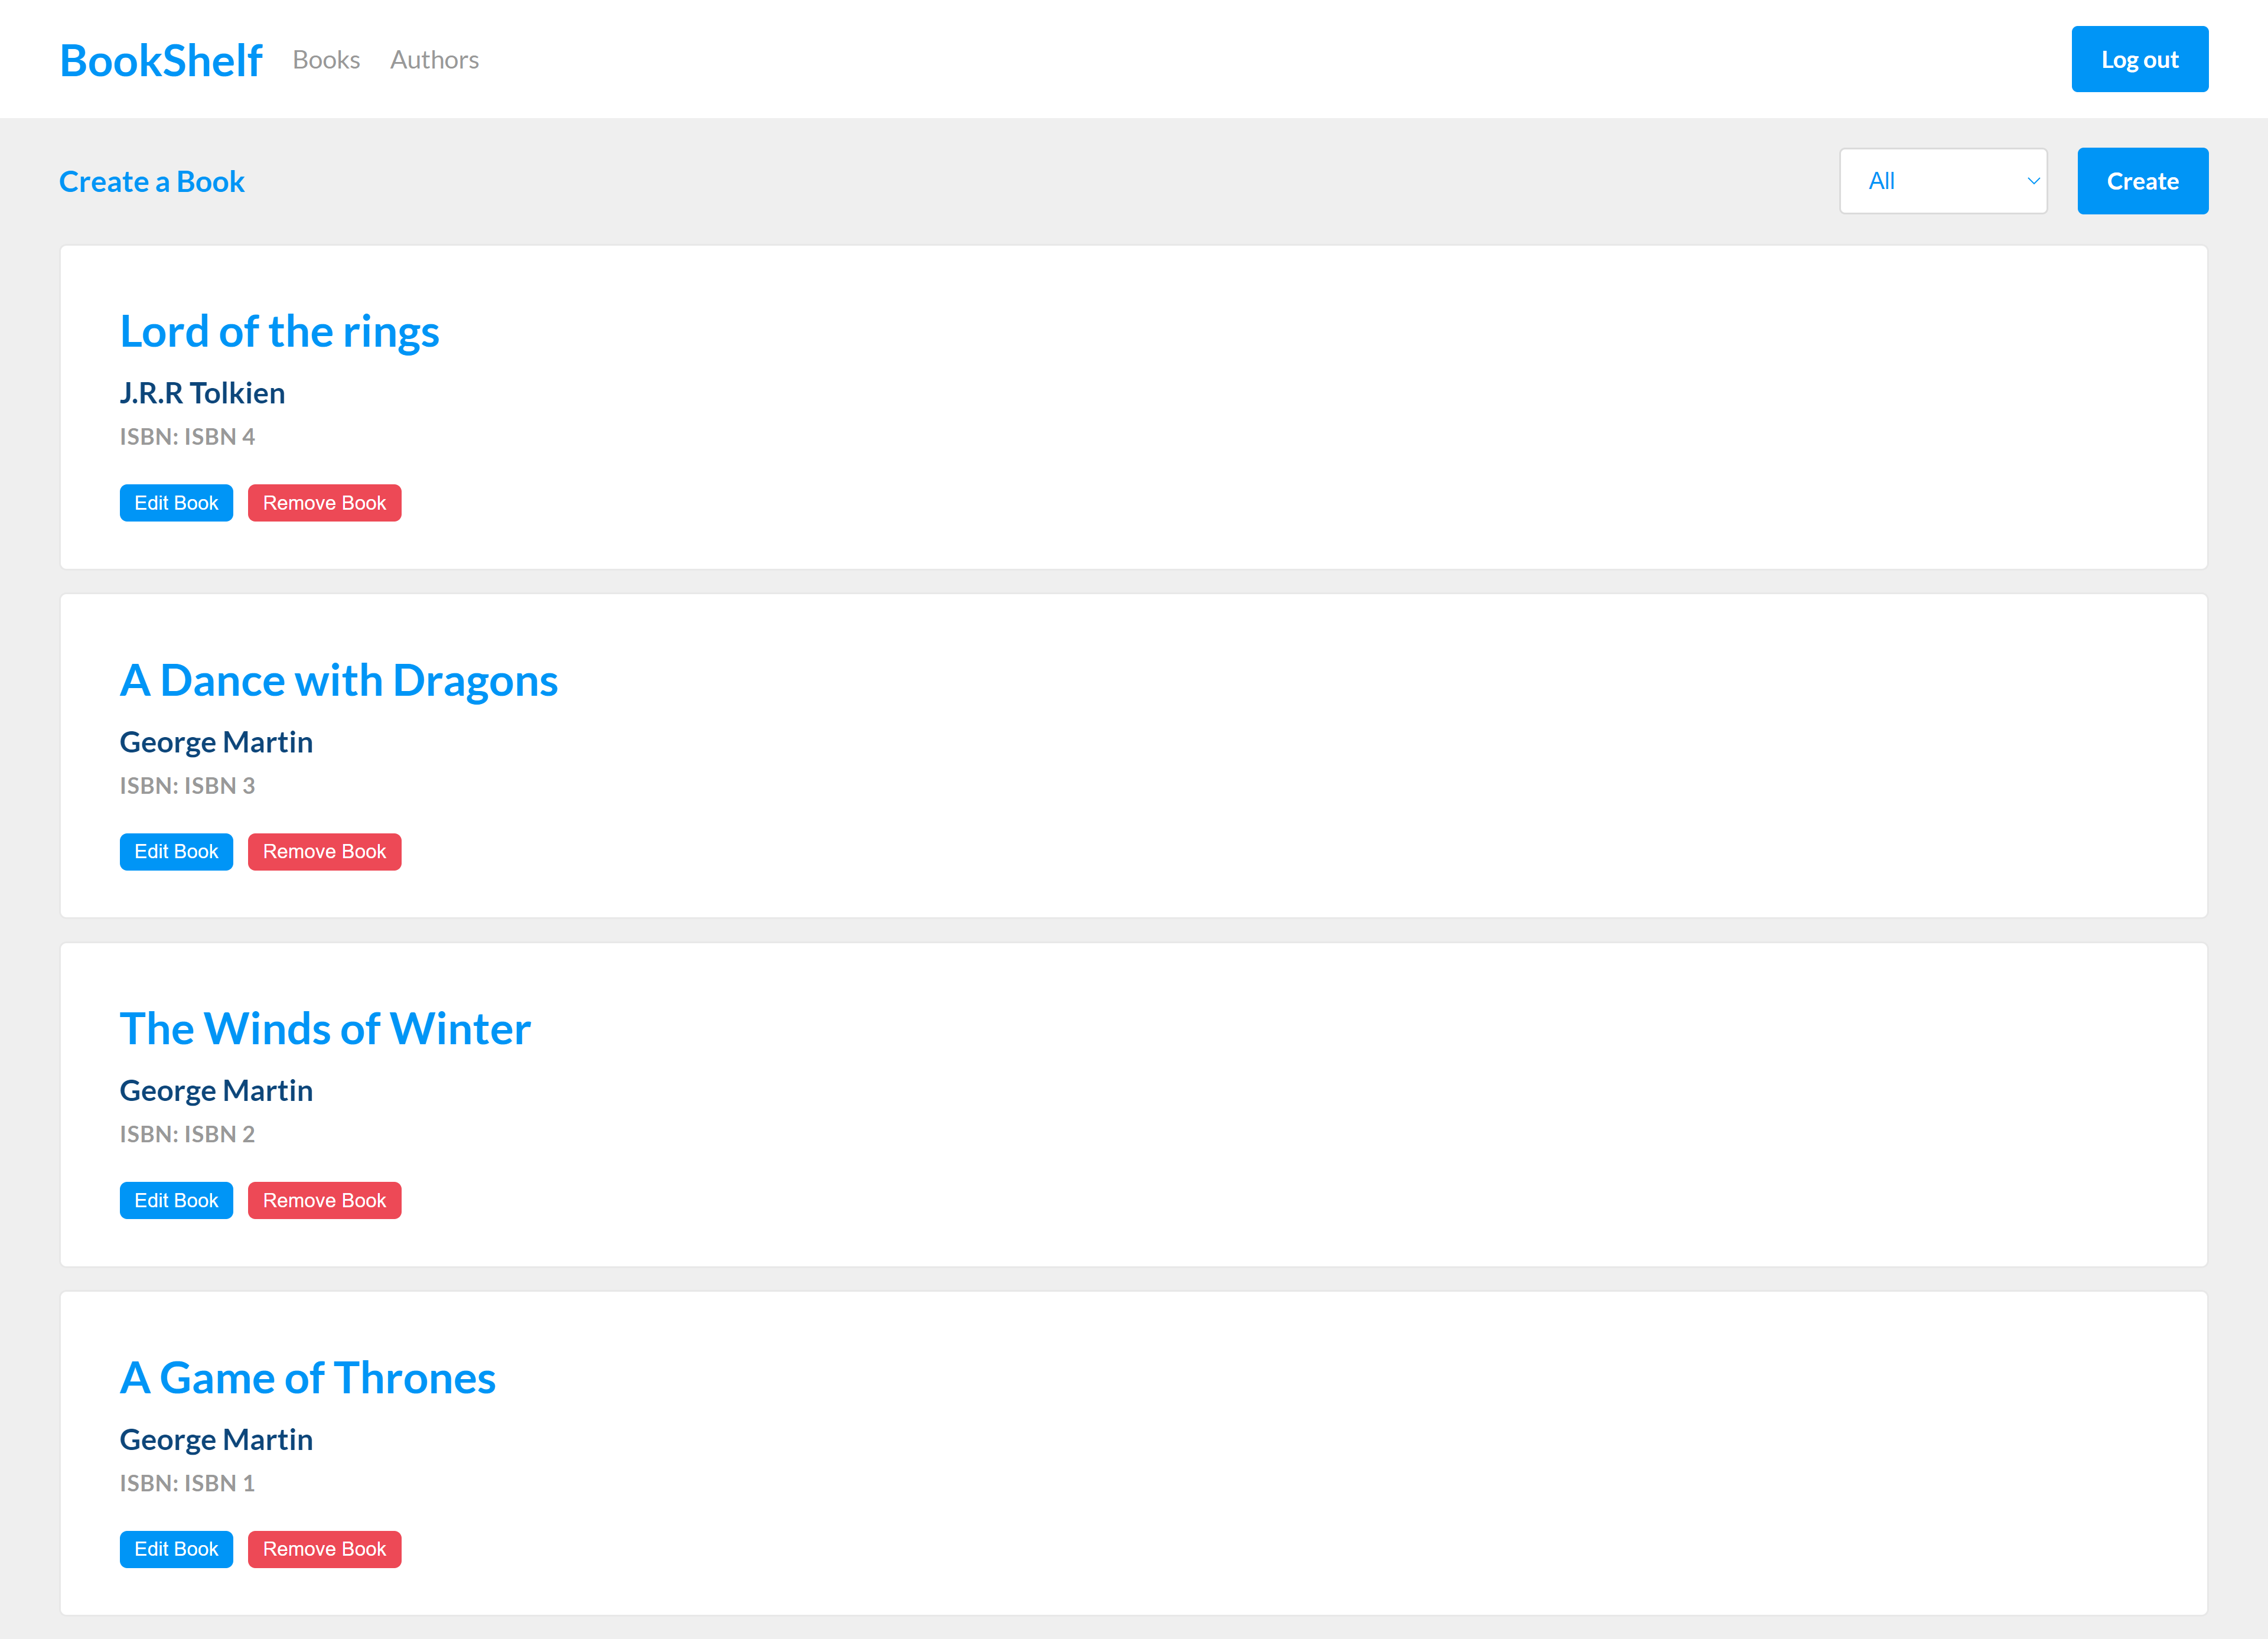 BookShelf Books Authors Log out
Create a Book All Create
Lord of the rings
J.R.R Tolkien
ISBN: ISBN 4
Edit Book Remove Book
A Dance with Dragons
George Martin
ISBN: ISBN 3
Edit Book Remove Book
The Winds of Winter
George Martin
ISBN: ISBN 2
Edit Book Remove Book
A Game of Thrones
George Martin
ISBN: ISBN 1
Edit Book Remove Book